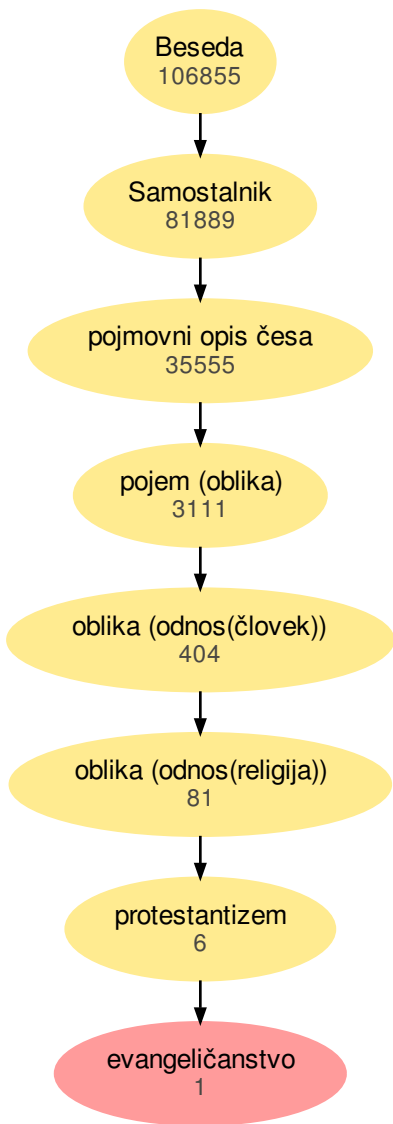 Beseda
106855
Samostalnik
81889
pojmovni opis česa
35555
pojem (oblika)
3111
oblika (odnos(človek))
404
oblika (odnos(religija))
81
protestantizem
6
evangeličanstvo
1